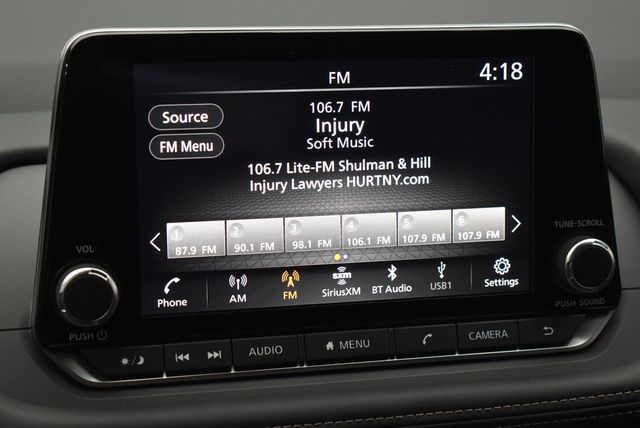 FM
4:18
106.7 FM
Source
Injury
Soft Music
FM Menu
106.7 Lite-FM Shulman & Hill
Injury Lawyers HURTNY.com
1 2 3 4 5 6
87.9 FM 90.1 FM 98.1 FM 106.1 FM 107.9 FM 107.9 FM
VOL
TUNE-SCROLL
sxm
Phone AM FM SiriusXM BT Audio USB1 Settings
PUSH
PUSH SOUND
AUDIO MENU CAMERA